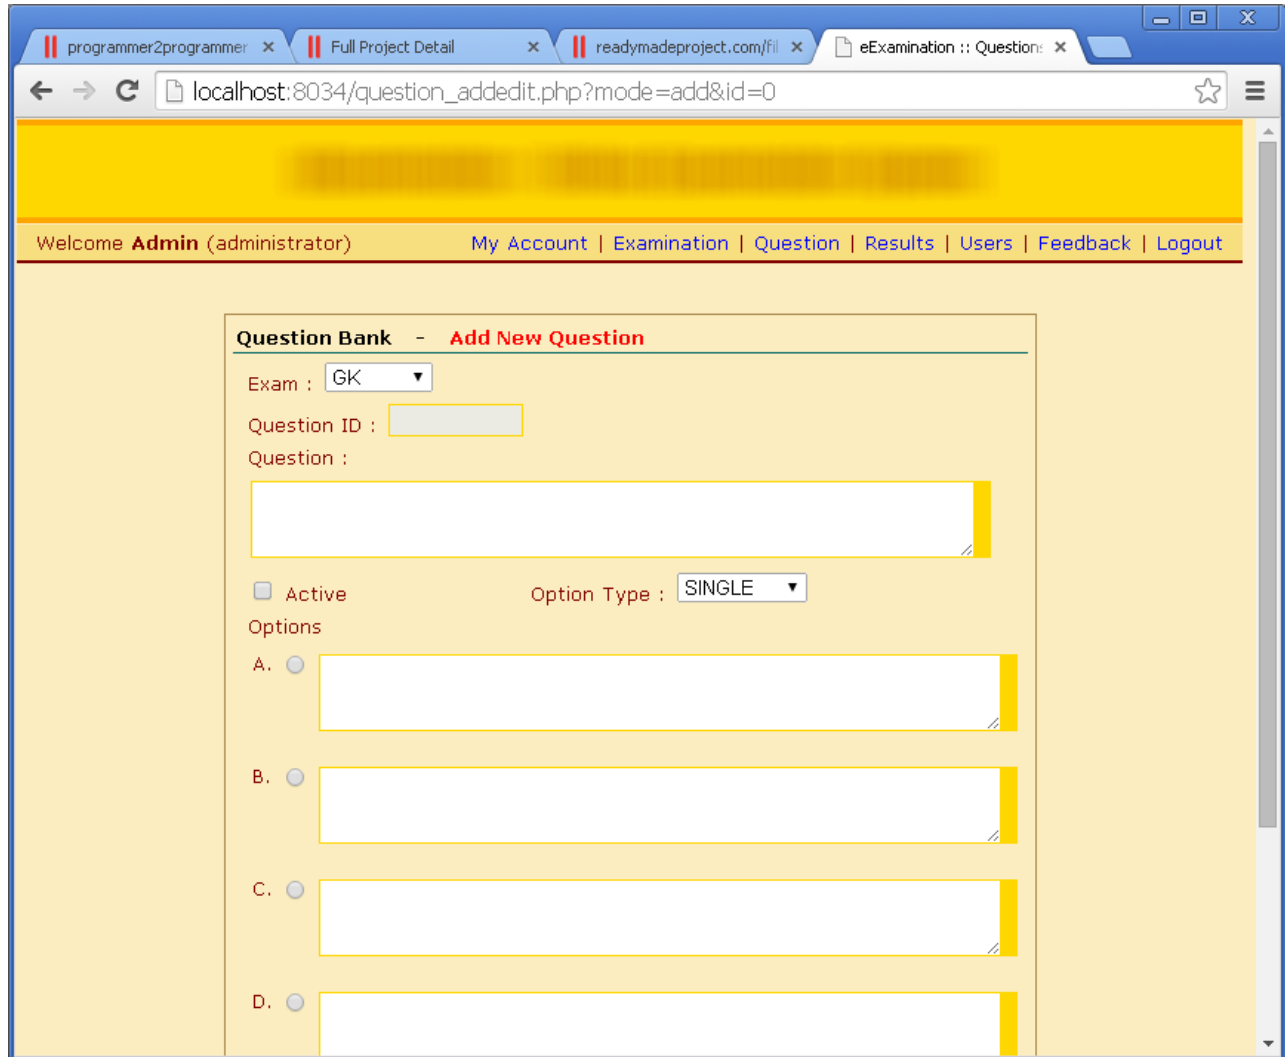 programmer2programmer
Full Project Detail
readymadeproject.com/fil
eExamination :: Question:
localhost:8034/question_addedit.php?mode=add&id=0
Welcome Admin (administrator)
My Account | Examination | Question | Results | Users | Feedback | Logout
Question Bank - Add New Question
Exam : GK
Question ID :
Question :
Active
Option Type : SINGLE
Options
A.
B.
C.
D.